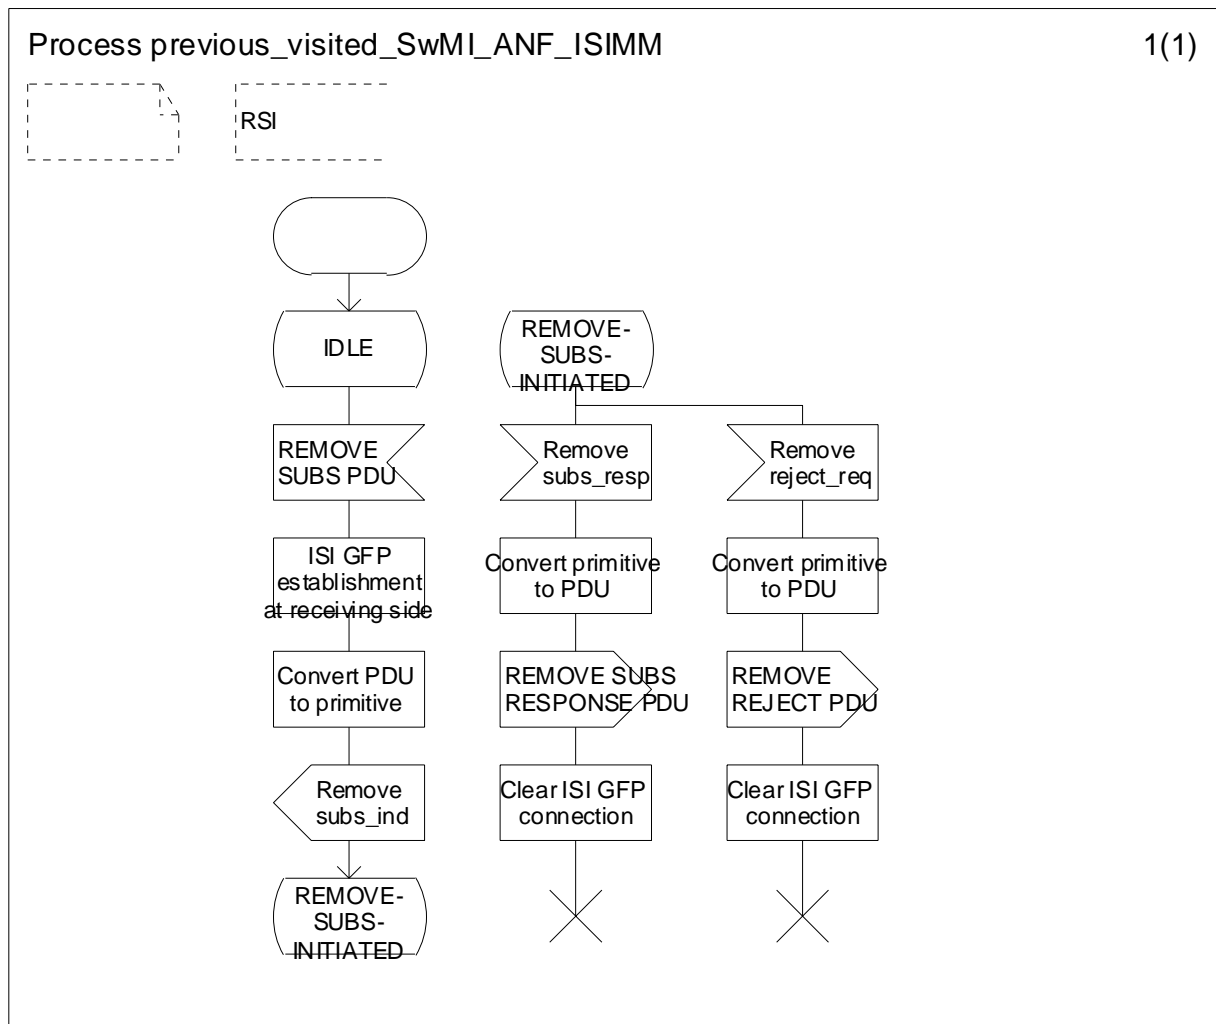 Process previous_visited_SwMI_ANF_ISIMM
1(1)
RSI
IDLE
REMOVE
SUBS PDU
ISI GFP
establishment
at receiving side
Convert PDU
to primitive
Remove
subs_ind
REMOVE-
SUBS-
INITIATED
REMOVE-
SUBS-
INITIATED
Remove
subs_resp
Convert primitive
to PDU
REMOVE SUBS
RESPONSE PDU
Clear ISI GFP
connection
Remove
reject_req
Convert primitive
to PDU
REMOVE
REJECT PDU
Clear ISI GFP
connection